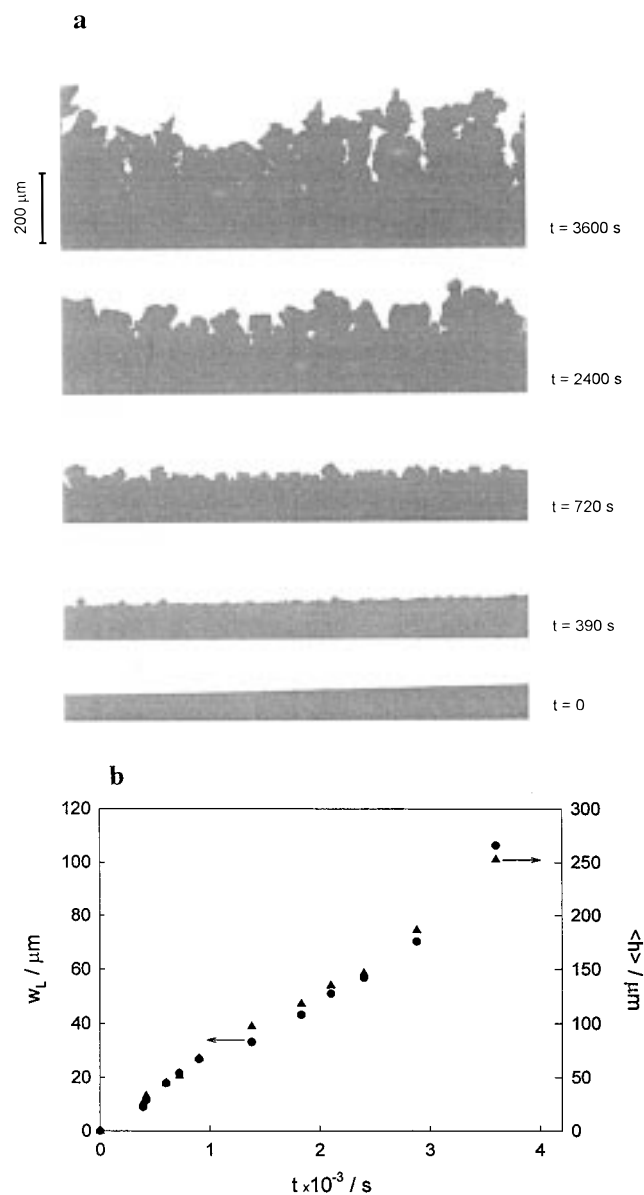 a
200 μm
t = 3600 s
t = 2400 s
t = 720 s
t = 390 s
t = 0
b
120
100
80
60
40
20
0
w_L / μm
300
250
200
150
100
50
0
<h> / μm
0
1
2
3
4
t x10⁻³ / s